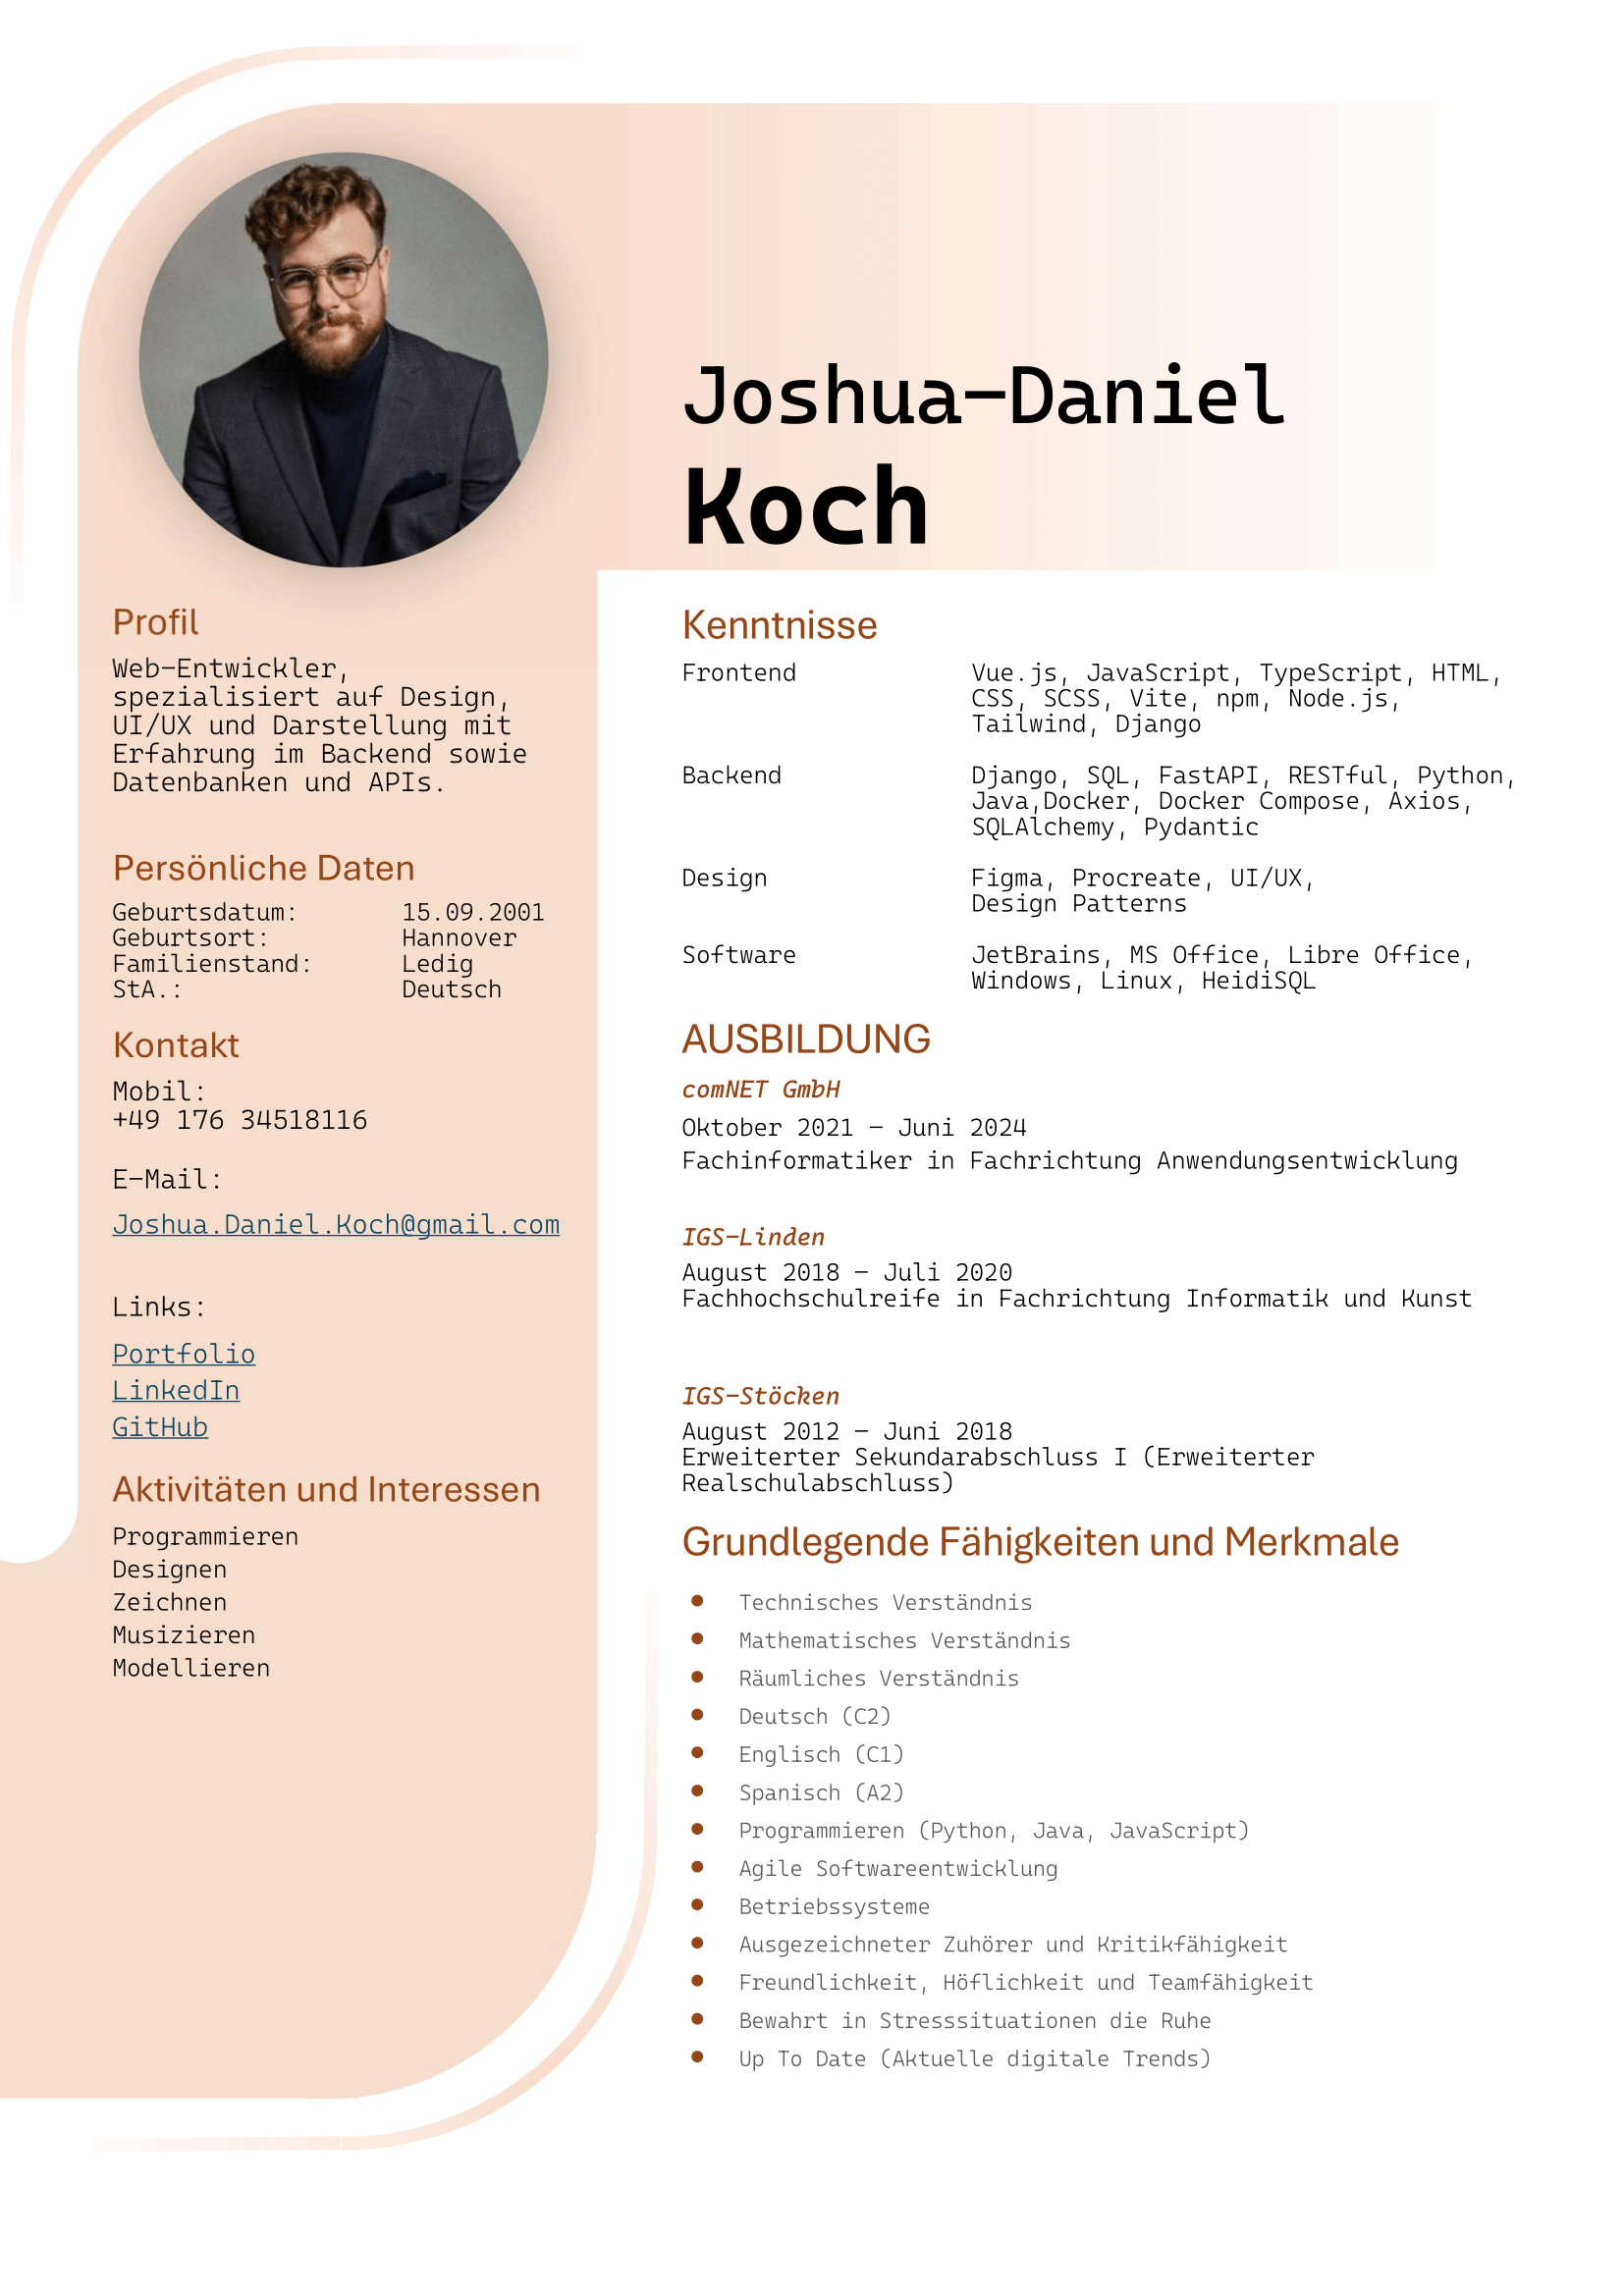 Joshua-Daniel
Koch
Profil
Web-Entwickler,
spezialisiert auf Design,
UI/UX und Darstellung mit
Erfahrung im Backend sowie
Datenbanken und APIs.
Persönliche Daten
Geburtsdatum: 15.09.2001
Geburtsort: Hannover
Familienstand: Ledig
StA.: Deutsch
Kontakt
Mobil:
+49 176 34518116
E-Mail:
Joshua.Daniel.Koch@gmail.com
Links:
Portfolio
LinkedIn
GitHub
Aktivitäten und Interessen
Programmieren
Designen
Zeichnen
Musizieren
Modellieren
Kenntnisse
Frontend Vue.js, JavaScript, TypeScript, HTML,
CSS, SCSS, Vite, npm, Node.js,
Tailwind, Django
Backend Django, SQL, FastAPI, RESTful, Python,
Java,Docker, Docker Compose, Axios,
SQLAlchemy, Pydantic
Design Figma, Procreate, UI/UX,
Design Patterns
Software JetBrains, MS Office, Libre Office,
Windows, Linux, HeidiSQL
AUSBILDUNG
comNET GmbH
Oktober 2021 – Juni 2024
Fachinformatiker in Fachrichtung Anwendungsentwicklung
IGS-Linden
August 2018 – Juli 2020
Fachhochschulreife in Fachrichtung Informatik und Kunst
IGS-Stöcken
August 2012 – Juni 2018
Erweiterter Sekundarabschluss I (Erweiterter
Realschulabschluss)
Grundlegende Fähigkeiten und Merkmale
● Technisches Verständnis
● Mathematisches Verständnis
● Räumliches Verständnis
● Deutsch (C2)
● Englisch (C1)
● Spanisch (A2)
● Programmieren (Python, Java, JavaScript)
● Agile Softwareentwicklung
● Betriebssysteme
● Ausgezeichneter Zuhörer und Kritikfähigkeit
● Freundlichkeit, Höflichkeit und Teamfähigkeit
● Bewahrt in Stresssituationen die Ruhe
● Up To Date (Aktuelle digitale Trends)